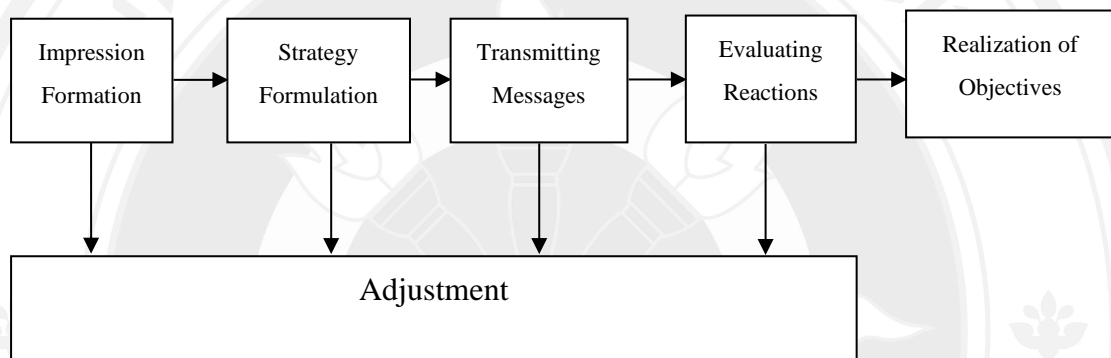 Impression
Formation
Strategy
Formulation
Transmitting
Messages
Evaluating
Reactions
Realization of
Objectives
Adjustment